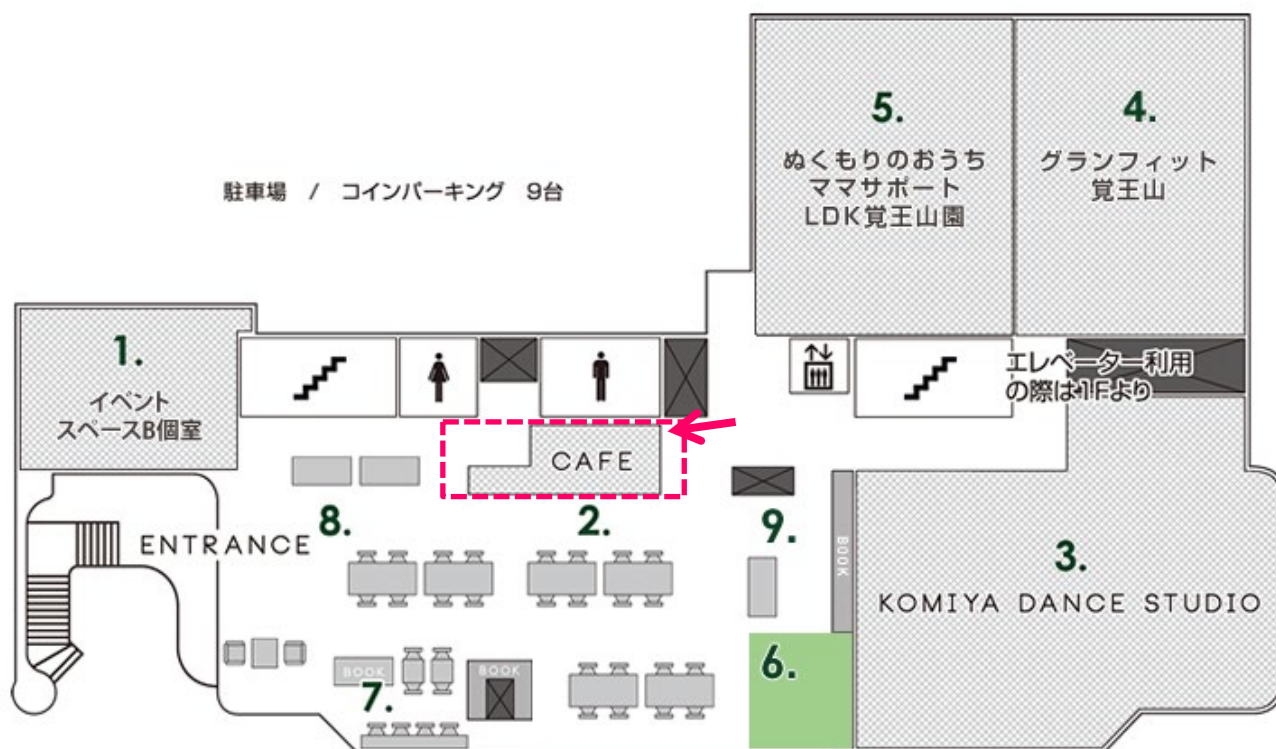 5.
ぬくもりのおうち
ママサポート
LDK覚王山園
4.
グランフィット
覚王山
駐車場 / コインパーキング 9台
1.
イベント
スペースB個室
エレベーター利用
の際は1Fより
CAFE
ENTRANCE
8.
2.
9.
BOOK
3.
KOMIYA DANCE STUDIO
BOOK
7.
BOOK
6.